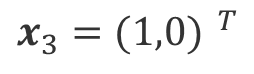 x₃ = (1,0) ᵀ